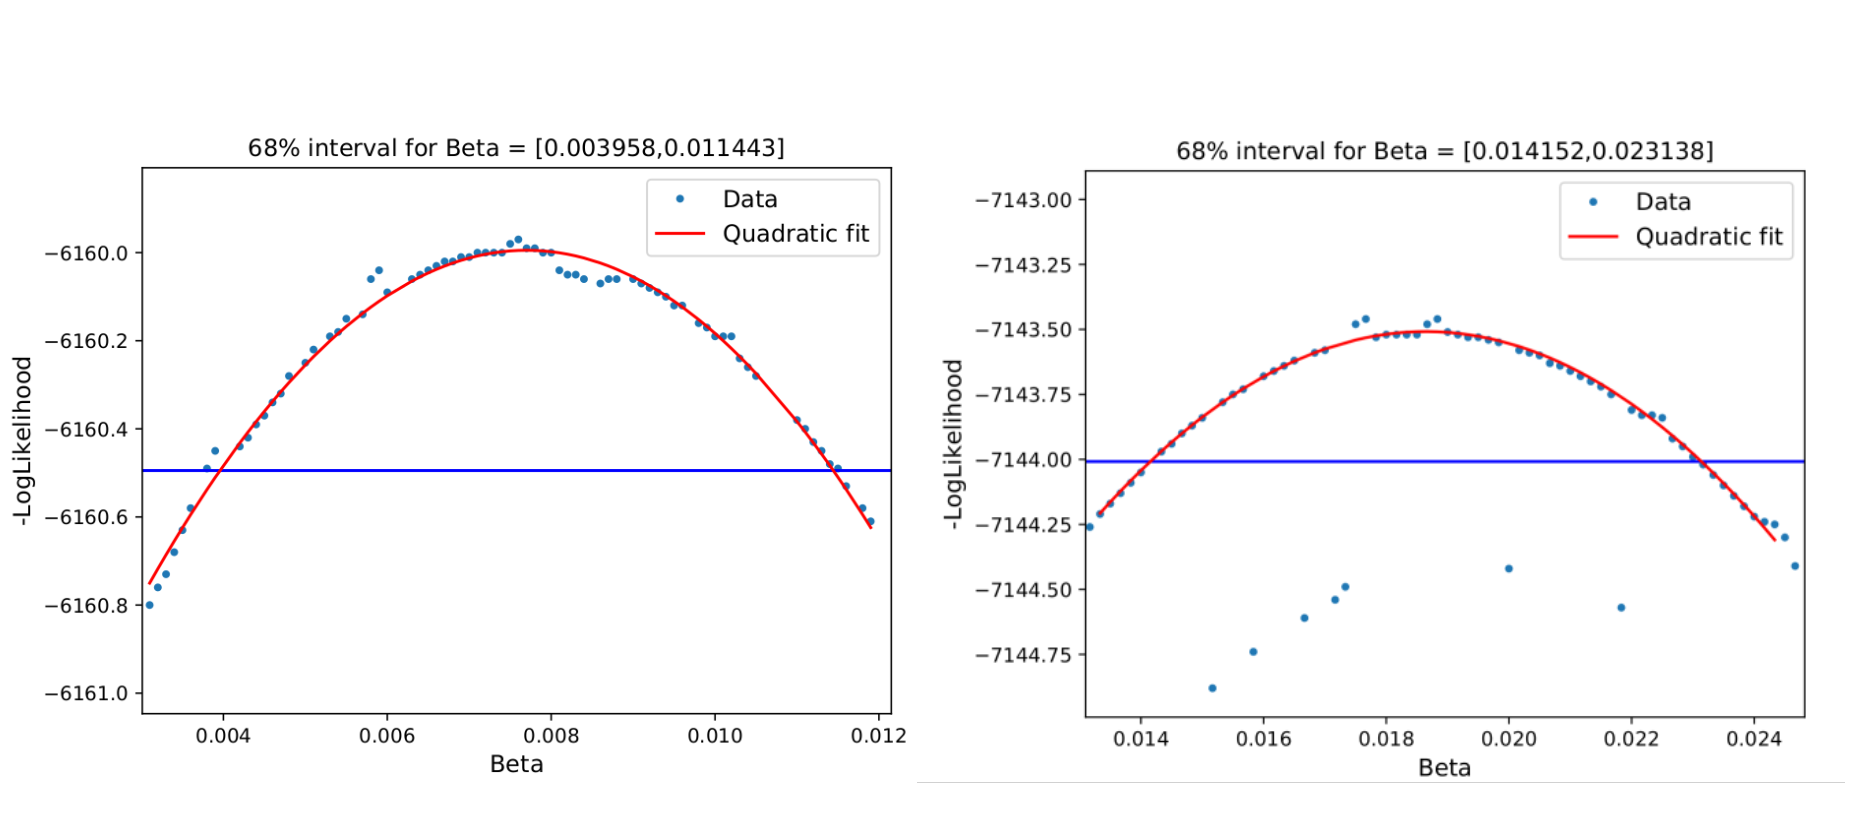 68% interval for Beta = [0.003958,0.011443]
Data
Quadratic fit
−6160.0
−6160.2
−6160.4
−6160.6
−6160.8
−6161.0
-LogLikelihood
0.004
0.006
0.008
0.010
0.012
Beta
68% interval for Beta = [0.014152,0.023138]
Data
Quadratic fit
−7143.00
−7143.25
−7143.50
−7143.75
−7144.00
−7144.25
−7144.50
−7144.75
-LogLikelihood
0.014
0.016
0.018
0.020
0.022
0.024
Beta